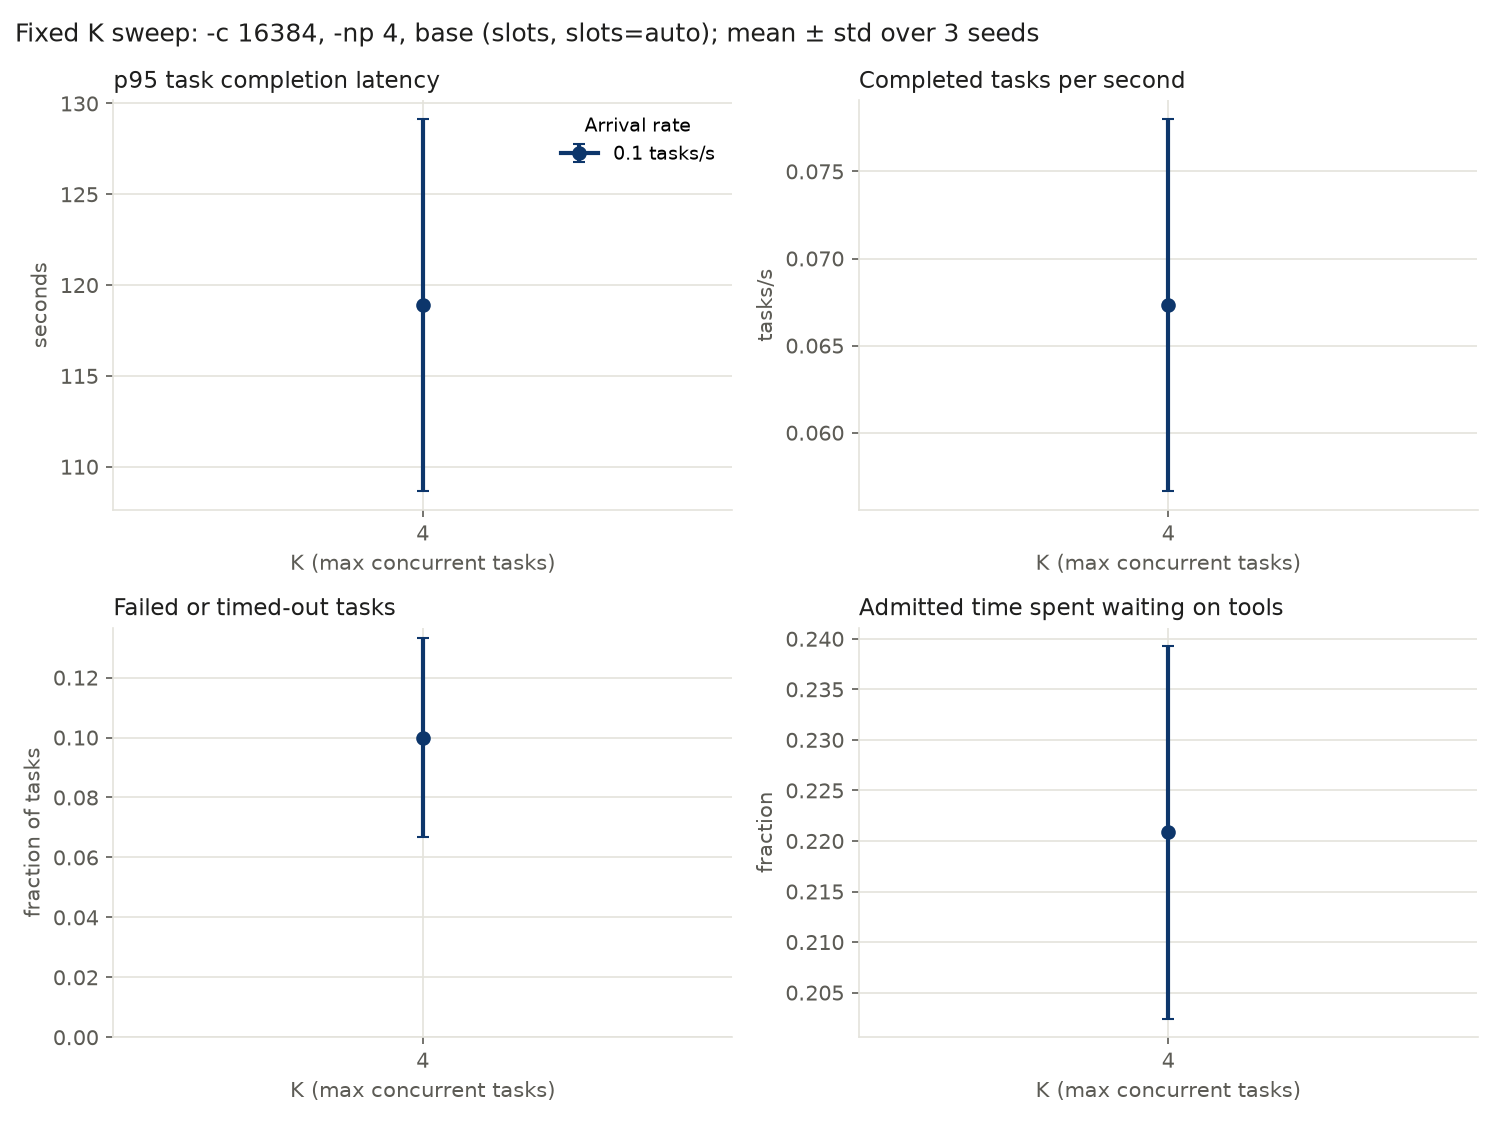 Fixed K sweep: -c 16384, -np 4, base (slots, slots=auto); mean ± std over 3 seeds
p95 task completion latency
130
125
120
115
110
seconds
Arrival rate
0.1 tasks/s
4
K (max concurrent tasks)
Completed tasks per second
0.075
0.070
0.065
0.060
tasks/s
4
K (max concurrent tasks)
Failed or timed-out tasks
0.12
0.10
0.08
0.06
0.04
0.02
0.00
fraction of tasks
4
K (max concurrent tasks)
Admitted time spent waiting on tools
0.240
0.235
0.230
0.225
0.220
0.215
0.210
0.205
fraction
4
K (max concurrent tasks)